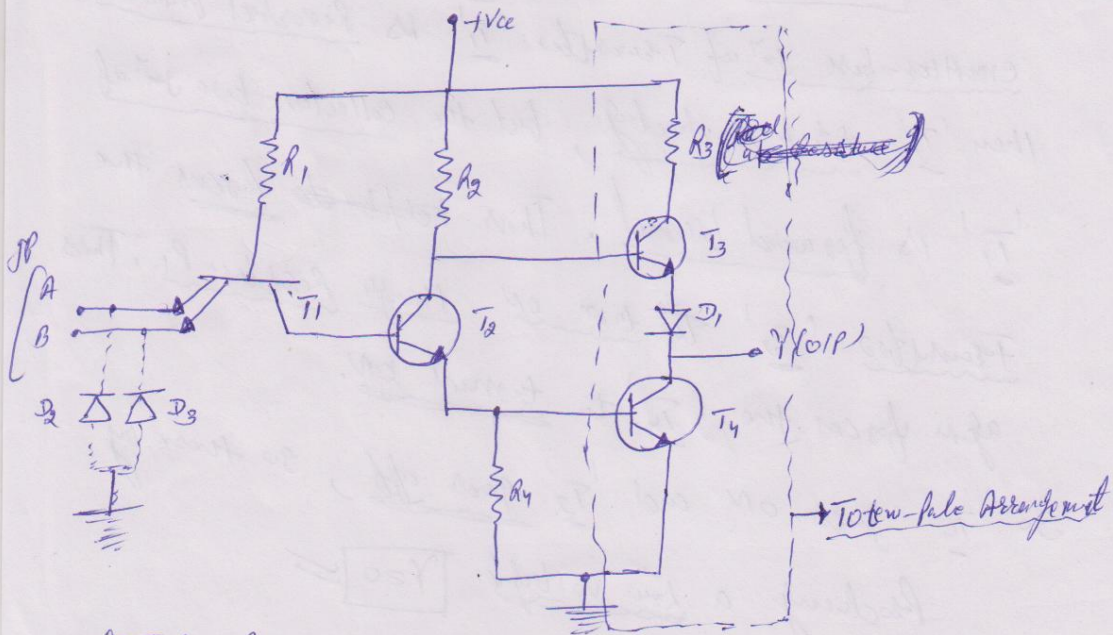 +Vcc
R1
R2
R3
I/P
A
B
T1
T2
T3
D1
Y(O/P)
D2
D3
T4
R4
Totem-Pole Arrangement